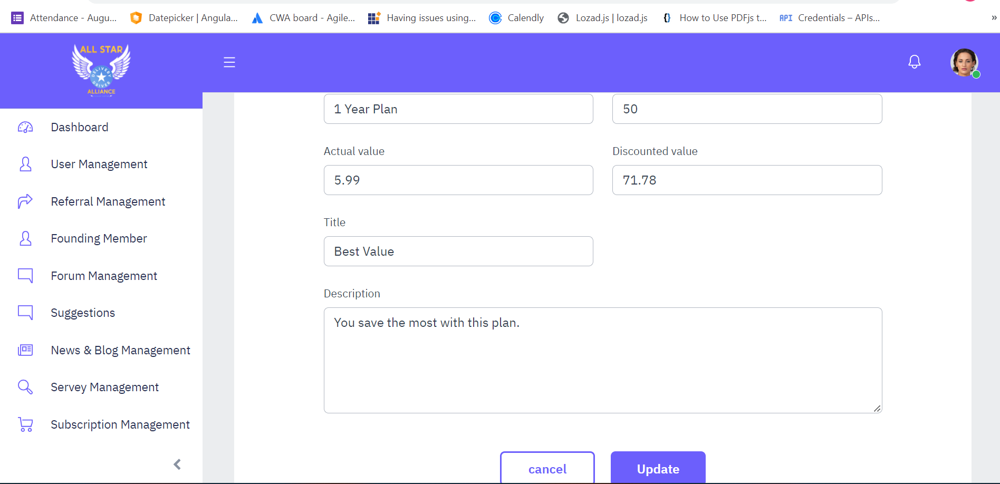 Attendance - Augu...
Datepicker | Angula...
CWA board - Agile...
Having issues using...
Calendly
Lozad.js | lozad.js
{} How to Use PDFjs t...
API Credentials – APIs...
»
ALL STAR
DELIVERY
DRIVER
ALLIANCE
Dashboard
User Management
Referral Management
Founding Member
Forum Management
Suggestions
News & Blog Management
Servey Management
Subscription Management
1 Year Plan
50
Actual value
Discounted value
5.99
71.78
Title
Best Value
Description
You save the most with this plan.
cancel
Update